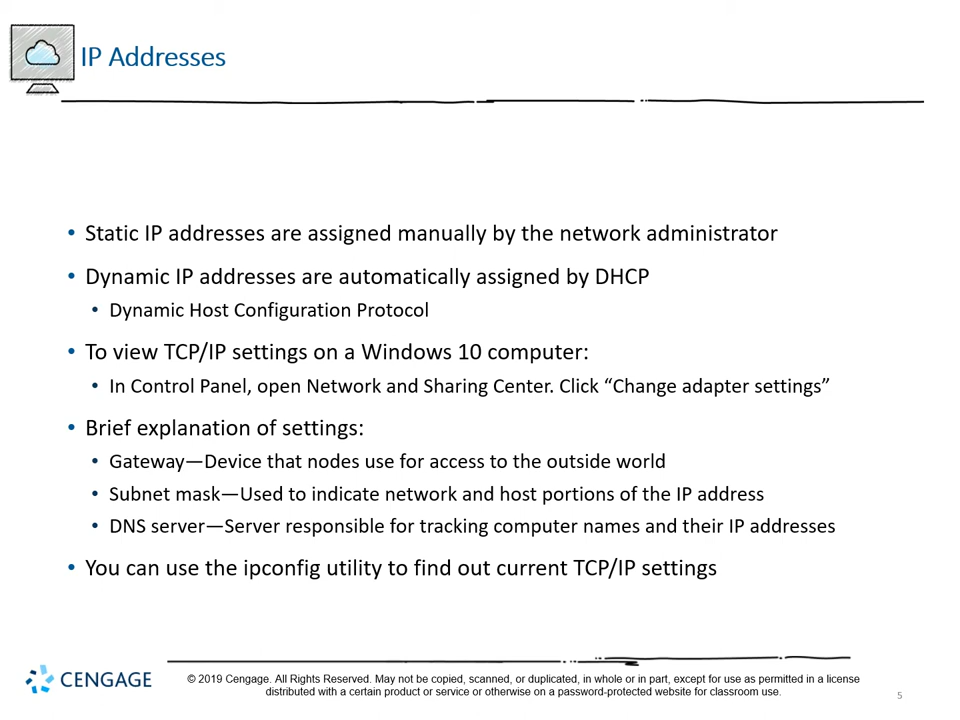 IP Addresses
• Static IP addresses are assigned manually by the network administrator
• Dynamic IP addresses are automatically assigned by DHCP
• Dynamic Host Configuration Protocol
• To view TCP/IP settings on a Windows 10 computer:
• In Control Panel, open Network and Sharing Center. Click “Change adapter settings”
• Brief explanation of settings:
• Gateway—Device that nodes use for access to the outside world
• Subnet mask—Used to indicate network and host portions of the IP address
• DNS server—Server responsible for tracking computer names and their IP addresses
• You can use the ipconfig utility to find out current TCP/IP settings
CENGAGE
© 2019 Cengage. All Rights Reserved. May not be copied, scanned, or duplicated, in whole or in part, except for use as permitted in a license
distributed with a certain product or service or otherwise on a password-protected website for classroom use.
5